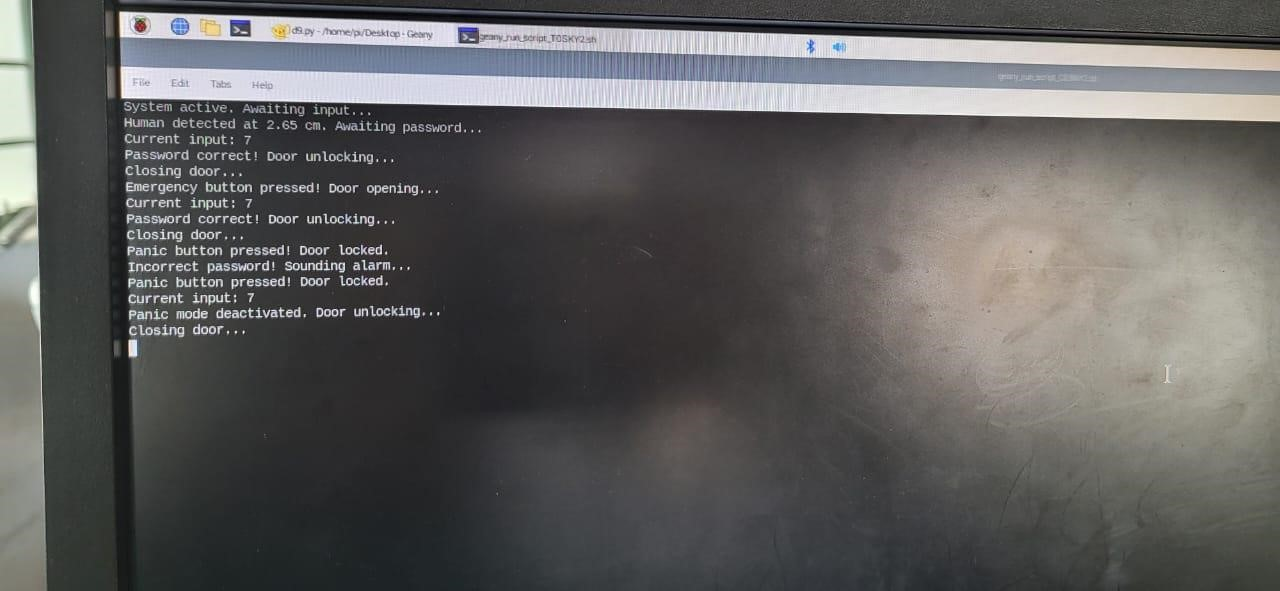 d9.py - /home/pi/Desktop - Geany
geany_run_script_T0SKY2.sh
File Edit Tabs Help
System active. Awaiting input...
Human detected at 2.65 cm. Awaiting password...
Current input: 7
Password correct! Door unlocking...
Closing door...
Emergency button pressed! Door opening...
Current input: 7
Password correct! Door unlocking...
Closing door...
Panic button pressed! Door locked.
Incorrect password! Sounding alarm...
Panic button pressed! Door locked.
Current input: 7
Panic mode deactivated. Door unlocking...
Closing door...